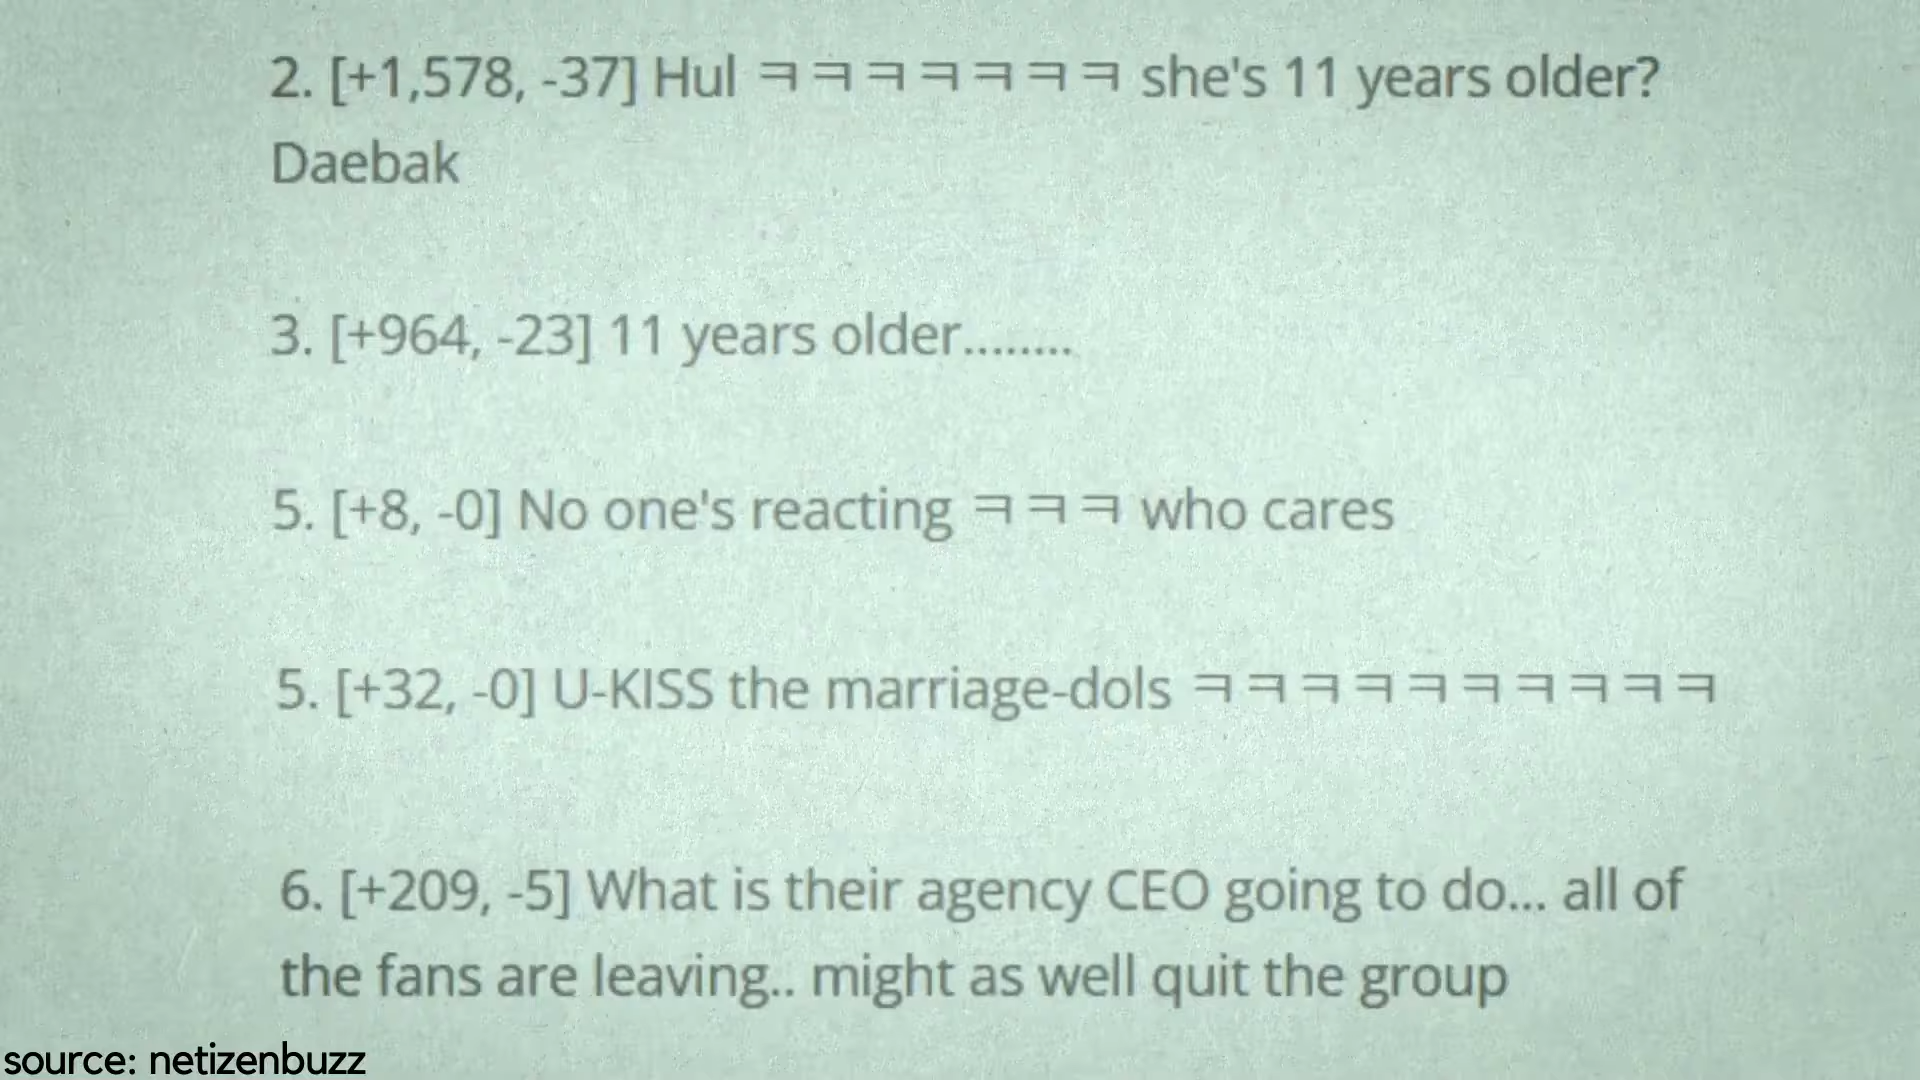 2. [+1,578, -37] Hul ㅋㅋㅋㅋㅋㅋㅋ she's 11 years older?
Daebak
3. [+964, -23] 11 years older........
5. [+8, -0] No one's reacting ㅋㅋㅋ who cares
5. [+32, -0] U-KISS the marriage-dols ㅋㅋㅋㅋㅋㅋㅋㅋㅋㅋ
6. [+209, -5] What is their agency CEO going to do... all of
the fans are leaving.. might as well quit the group
source: netizenbuzz